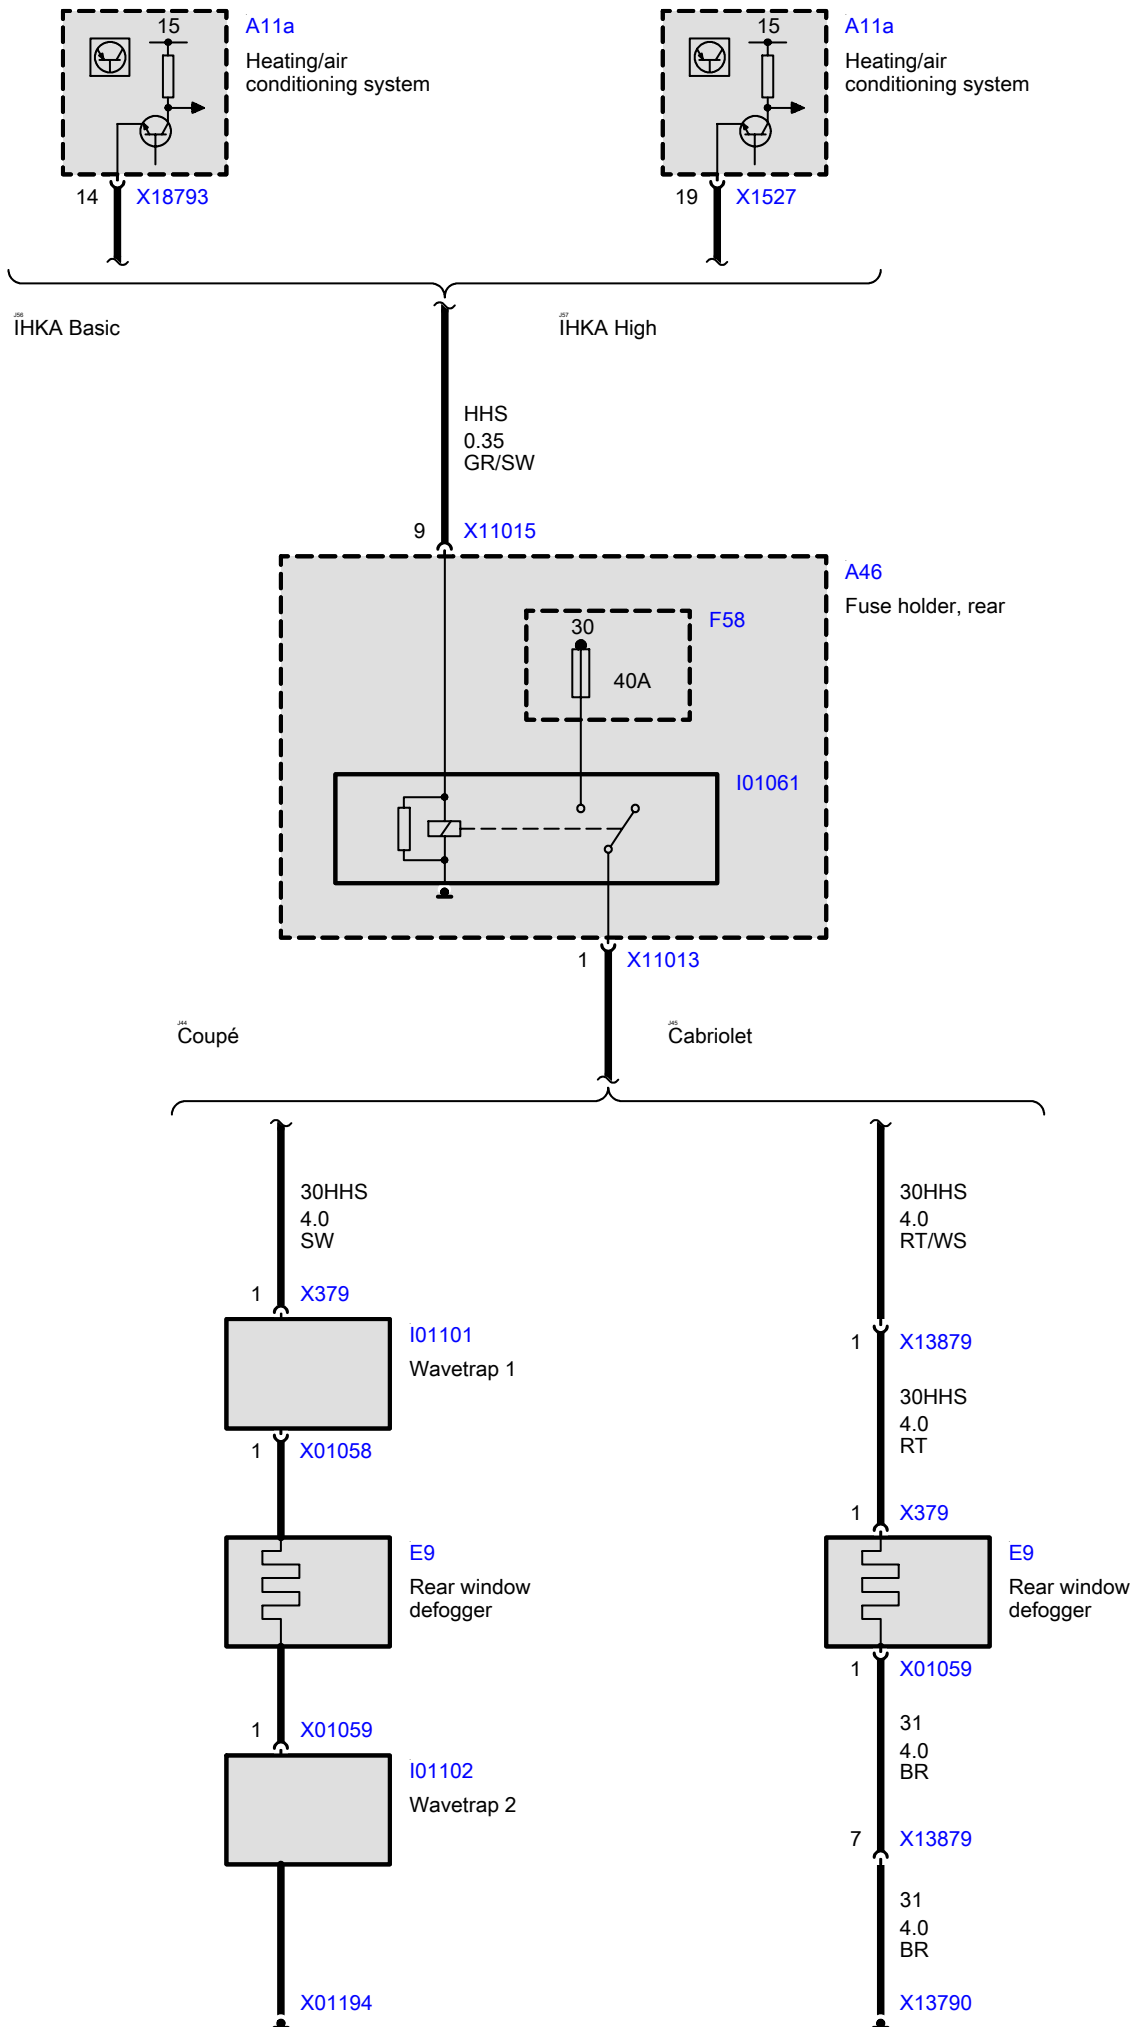 15
A11a
Heating/air
conditioning system
14
X18793
15
A11a
Heating/air
conditioning system
19
X1527
J56
IHKA Basic
J57
IHKA High
HHS
0.35
GR/SW
9
X11015
A46
Fuse holder, rear
F58
30
40A
I01061
1
X11013
J44
Coupé
J45
Cabriolet
30HHS
4.0
SW
1
X379
I01101
Wavetrap 1
1
X01058
E9
Rear window
defogger
1
X01059
I01102
Wavetrap 2
X01194
30HHS
4.0
RT/WS
1
X13879
30HHS
4.0
RT
1
X379
E9
Rear window
defogger
1
X01059
31
4.0
BR
7
X13879
31
4.0
BR
X13790